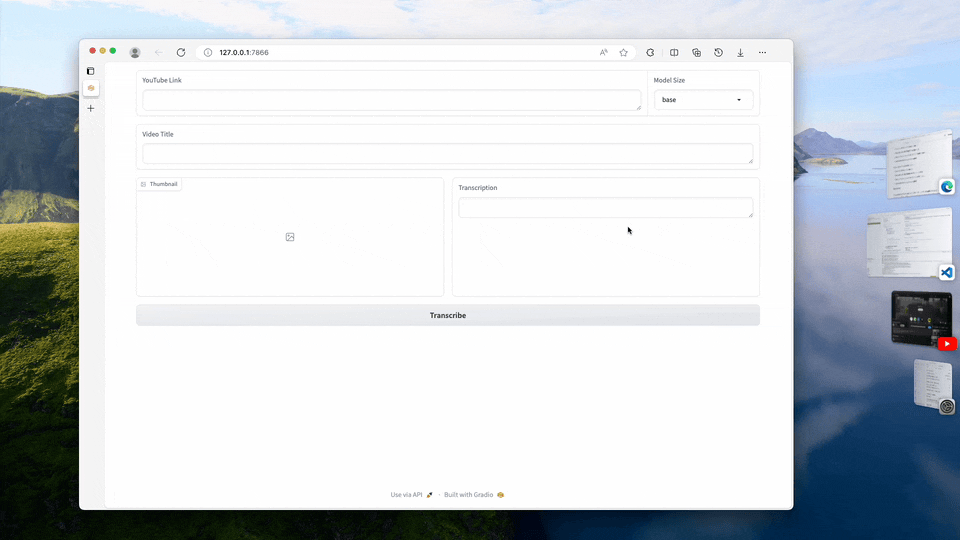 127.0.0.1:7866
YouTube Link
Model Size
base
Video Title
Thumbnail
Transcription
Transcribe
Use via API · Built with Gradio